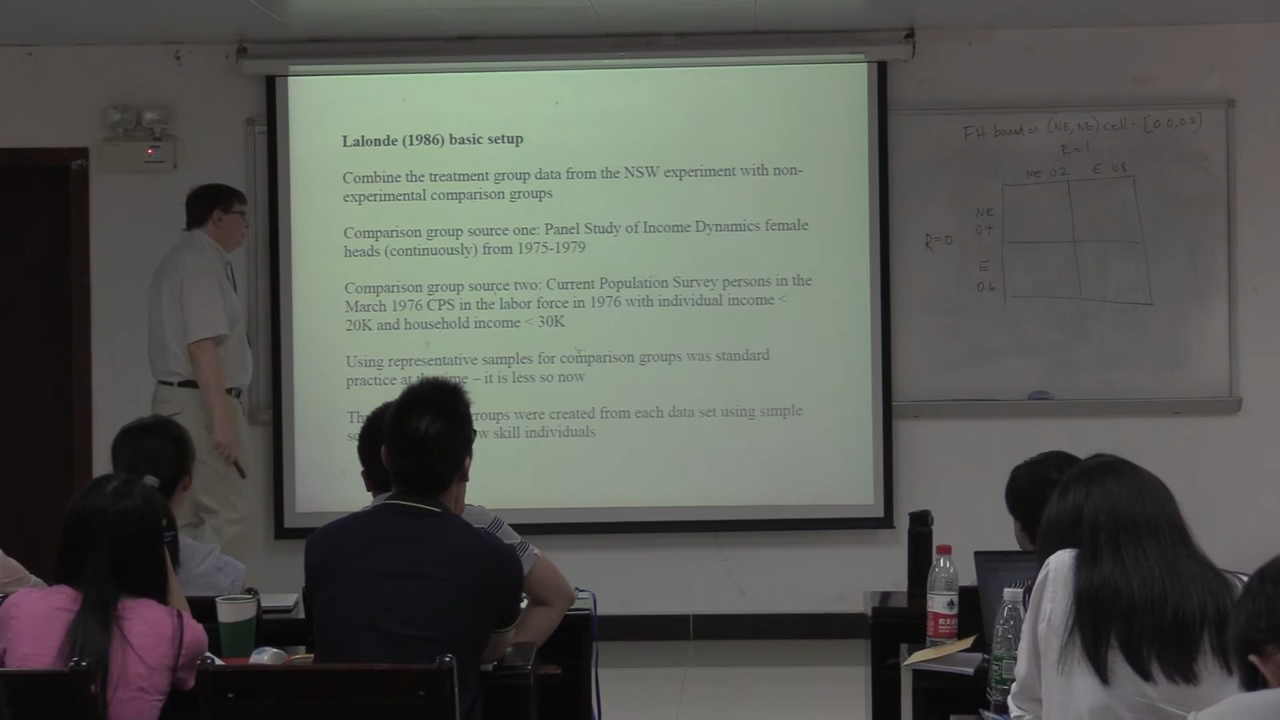 Lalonde (1986) basic setup
Combine the treatment group data from the NSW experiment with non-
experimental comparison groups
Comparison group source one: Panel Study of Income Dynamics female
heads (continuously) from 1975-1979
Comparison group source two: Current Population Survey persons in the
March 1976 CPS in the labor force in 1976 with individual income <
20K and household income < 30K
Using representative samples for comparison groups was standard
practice at time – it is less so now
groups were created from each data set using simple
skill individuals
FH bound on (NE, NE) cell - [0.0, 0.2]
R=1
NE 0.2 E 0.8
NE
0.4
R=0
E
0.6